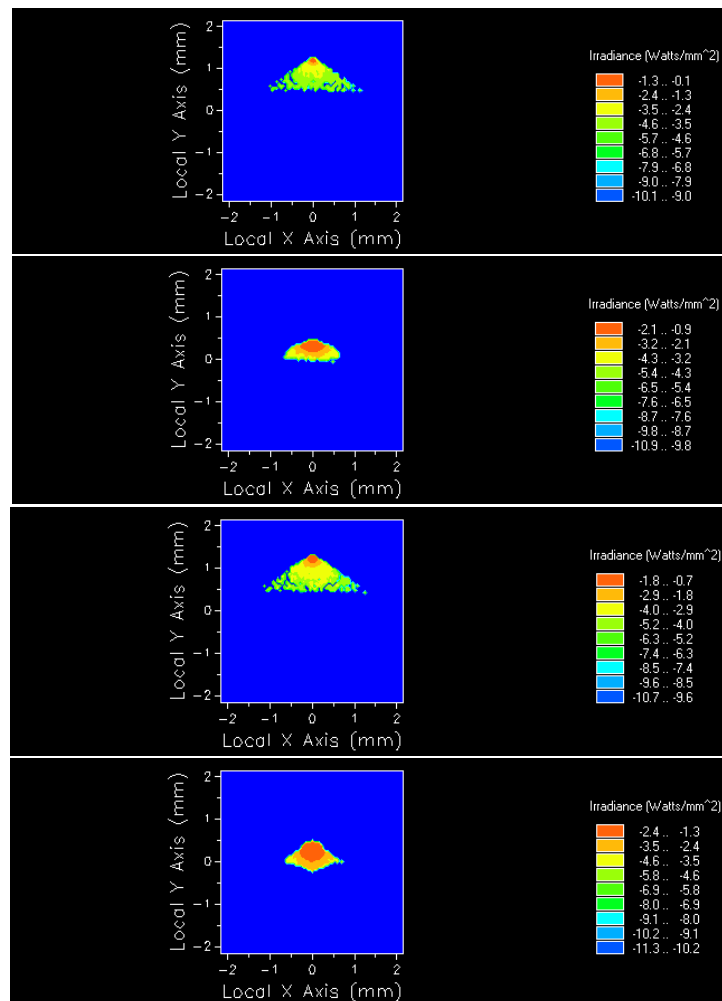 Local Y Axis (mm)
2
1
0
-1
-2
-2 -1 0 1 2
Local X Axis (mm)
Irradiance (Watts/mm^2)
-1.3 .. -0.1
-2.4 .. -1.3
-3.5 .. -2.4
-4.6 .. -3.5
-5.7 .. -4.6
-6.8 .. -5.7
-7.9 .. -6.8
-9.0 .. -7.9
-10.1 .. -9.0
Local Y Axis (mm)
2
1
0
-1
-2
-2 -1 0 1 2
Local X Axis (mm)
Irradiance (Watts/mm^2)
-2.1 .. -0.9
-3.2 .. -2.1
-4.3 .. -3.2
-5.4 .. -4.3
-6.5 .. -5.4
-7.6 .. -6.5
-8.7 .. -7.6
-9.8 .. -8.7
-10.9 .. -9.8
Local Y Axis (mm)
2
1
0
-1
-2
-2 -1 0 1 2
Local X Axis (mm)
Irradiance (Watts/mm^2)
-1.8 .. -0.7
-2.9 .. -1.8
-4.0 .. -2.9
-5.2 .. -4.0
-6.3 .. -5.2
-7.4 .. -6.3
-8.5 .. -7.4
-9.6 .. -8.5
-10.7 .. -9.6
Local Y Axis (mm)
2
1
0
-1
-2
-2 -1 0 1 2
Local X Axis (mm)
Irradiance (Watts/mm^2)
-2.4 .. -1.3
-3.5 .. -2.4
-4.6 .. -3.5
-5.8 .. -4.6
-6.9 .. -5.8
-8.0 .. -6.9
-9.1 .. -8.0
-10.2 .. -9.1
-11.3 .. -10.2